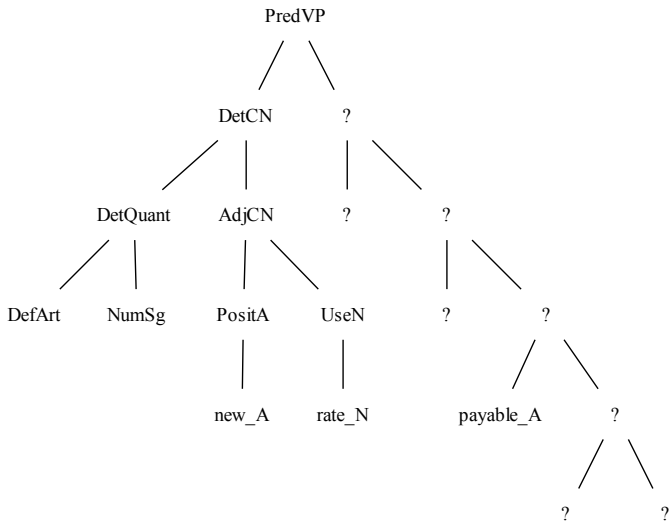 PredVP
DetCN ?
DetQuant AdjCN ? ?
DefArt NumSg PositA UseN ? ?
new_A rate_N payable_A ?
? ?